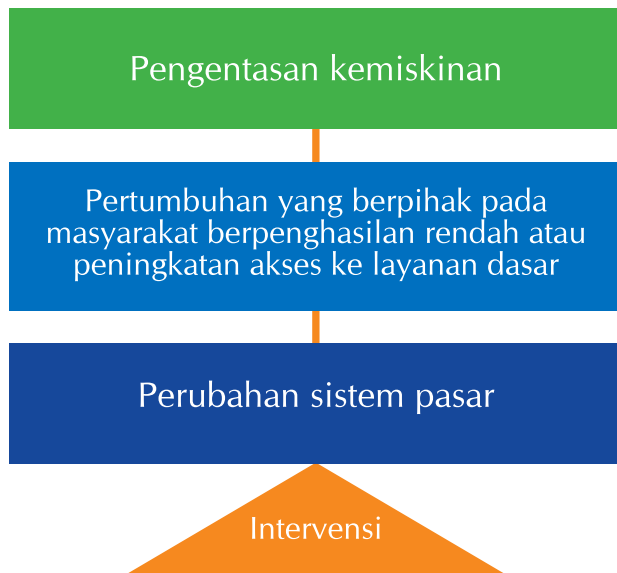 Pengentasan kemiskinan
Pertumbuhan yang berpihak pada
masyarakat berpenghasilan rendah atau
peningkatan akses ke layanan dasar
Perubahan sistem pasar
Intervensi